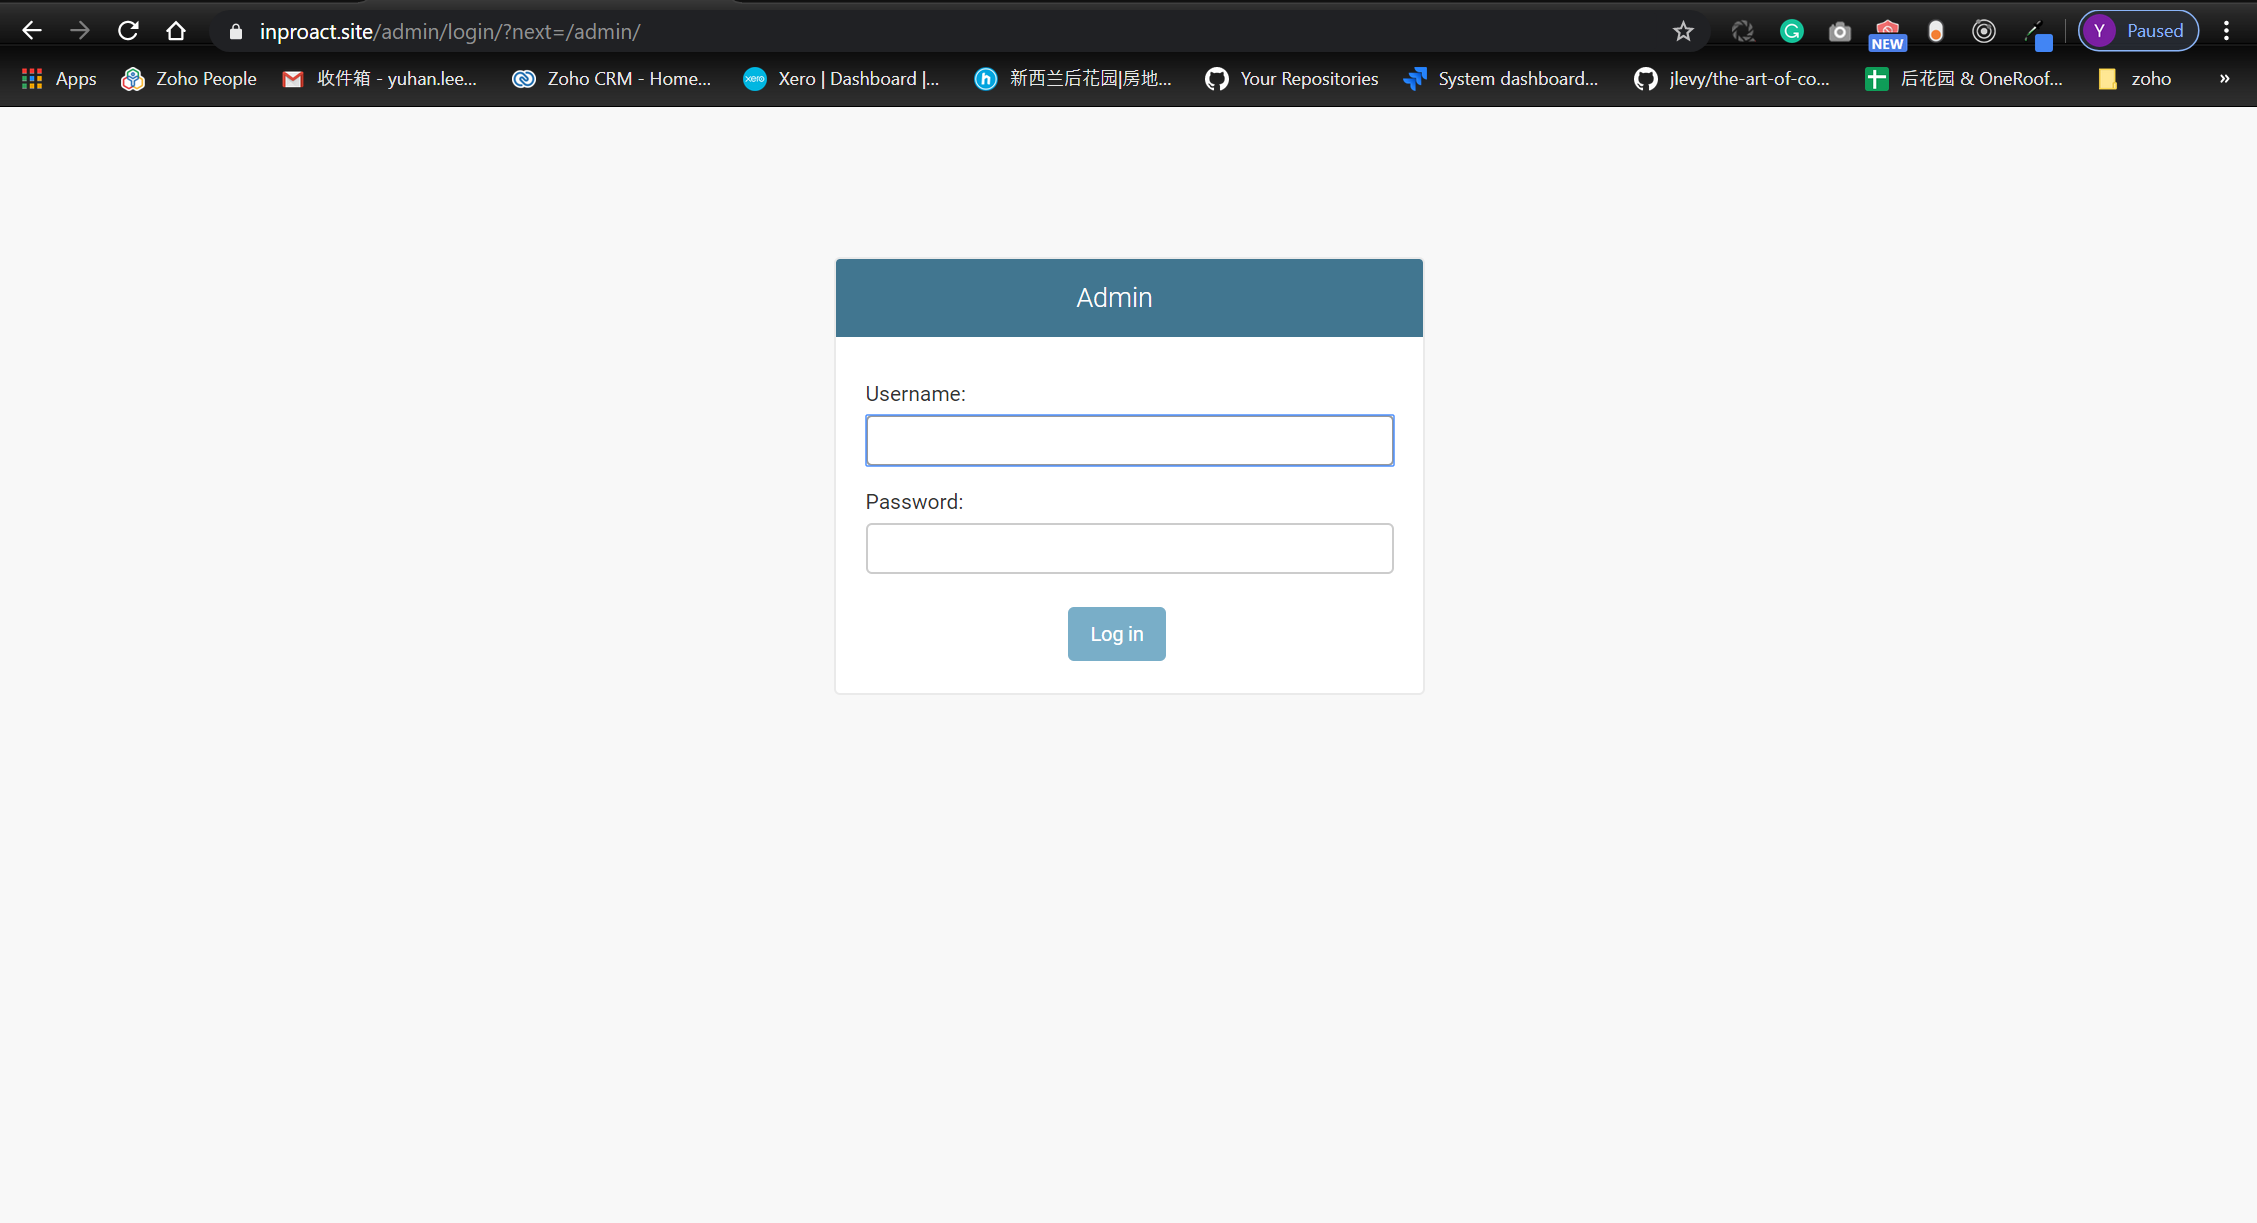 inproact.site/admin/login/?next=/admin/
NEW
Y Paused
Apps Zoho People 收件箱 - yuhan.lee... Zoho CRM - Home... xero Xero | Dashboard |... h 新西兰后花园|房地... Your Repositories System dashboard... jlevy/the-art-of-co... 后花园 & OneRoof... zoho »
Admin
Username:
Password:
Log in